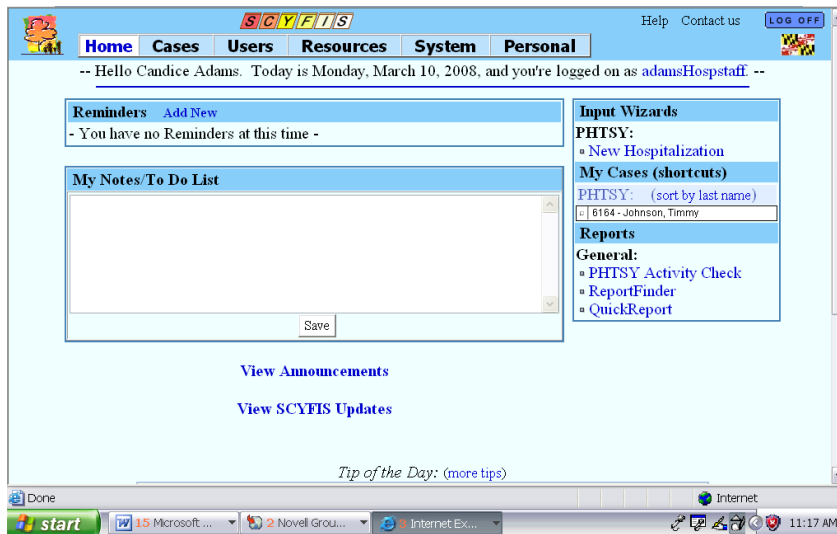 SCYFIS
Help Contact us LOG OFF
Home Cases Users Resources System Personal
-- Hello Candice Adams. Today is Monday, March 10, 2008, and you're logged on as adamsHospstaff. --
Reminders Add New
- You have no Reminders at this time -
My Notes/To Do List
Save
View Announcements
View SCYFIS Updates
Tip of the Day: (more tips)
Input Wizards
PHTSY:
New Hospitalization
My Cases (shortcuts)
PHTSY: (sort by last name)
6164 - Johnson, Timmy
Reports
General:
PHTSY Activity Check
ReportFinder
QuickReport
Done Internet
start 15 Microsoft ... 2 Novell Grou... 3 Internet Ex... 11:17 AM